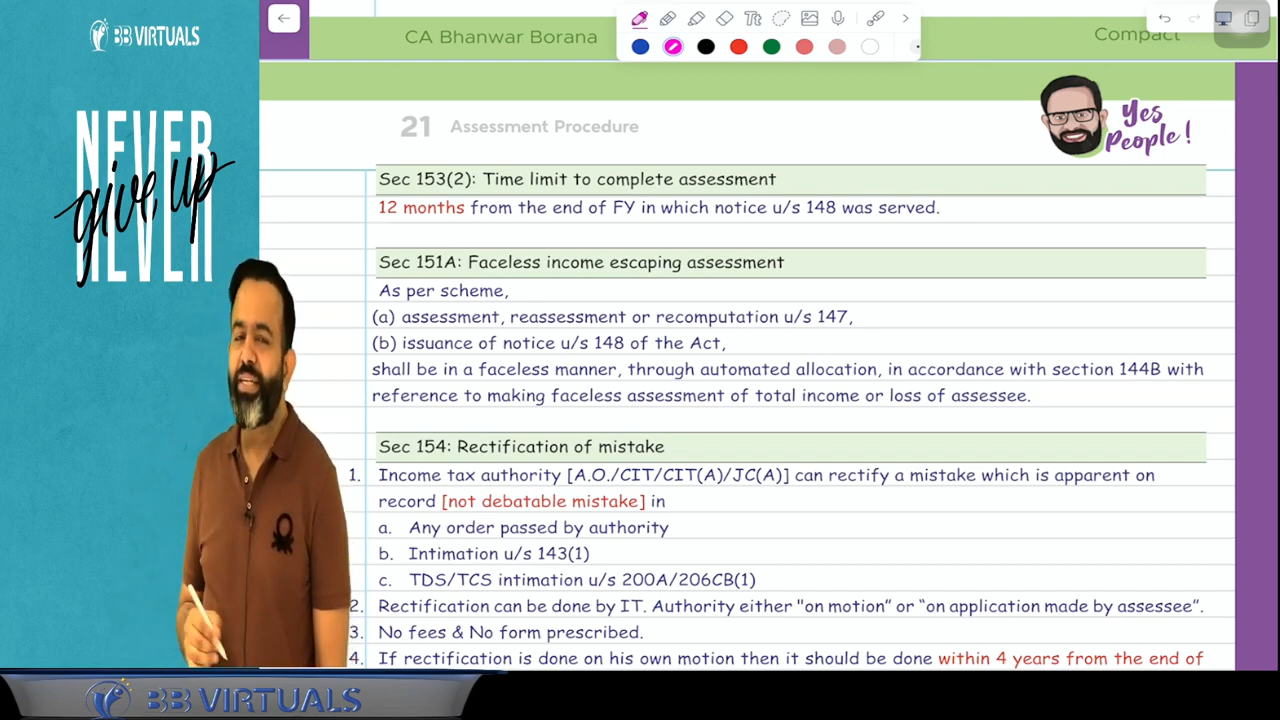 BB VIRTUALS
NEVER
give up
NEVER
CA Bhanwar Borana
Tt
Compact
21 Assessment Procedure
Yes
People!
Sec 153(2): Time limit to complete assessment
12 months from the end of FY in which notice u/s 148 was served.
Sec 151A: Faceless income escaping assessment
As per scheme,
(a) assessment, reassessment or recomputation u/s 147,
(b) issuance of notice u/s 148 of the Act,
shall be in a faceless manner, through automated allocation, in accordance with section 144B with
reference to making faceless assessment of total income or loss of assessee.
Sec 154: Rectification of mistake
1. Income tax authority [A.O./CIT/CIT(A)/JC(A)] can rectify a mistake which is apparent on
record [not debatable mistake] in
a. Any order passed by authority
b. Intimation u/s 143(1)
c. TDS/TCS intimation u/s 200A/206CB(1)
2. Rectification can be done by IT. Authority either "on motion" or "on application made by assessee".
3. No fees & No form prescribed.
4. If rectification is done on his own motion then it should be done within 4 years from the end of
BB VIRTUALS